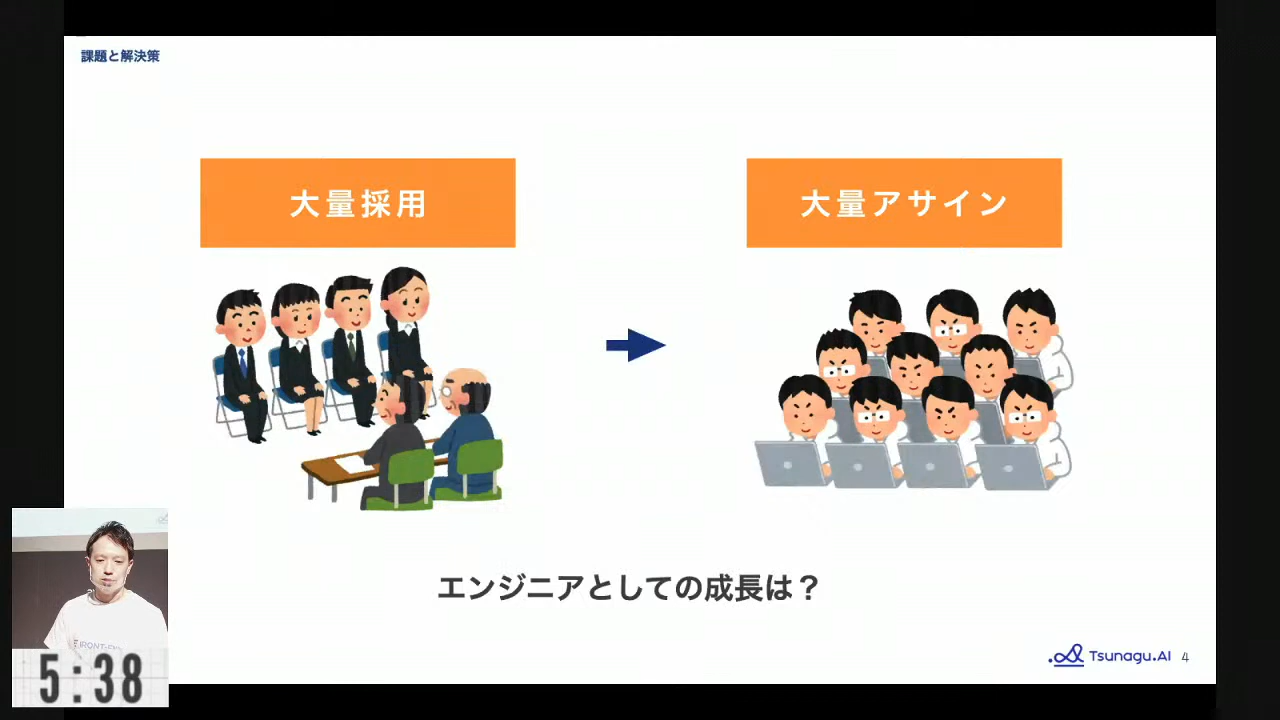 課題と解決策
大量採用
大量アサイン
エンジニアとしての成長は？
Tsunagu.AI 4
5:38